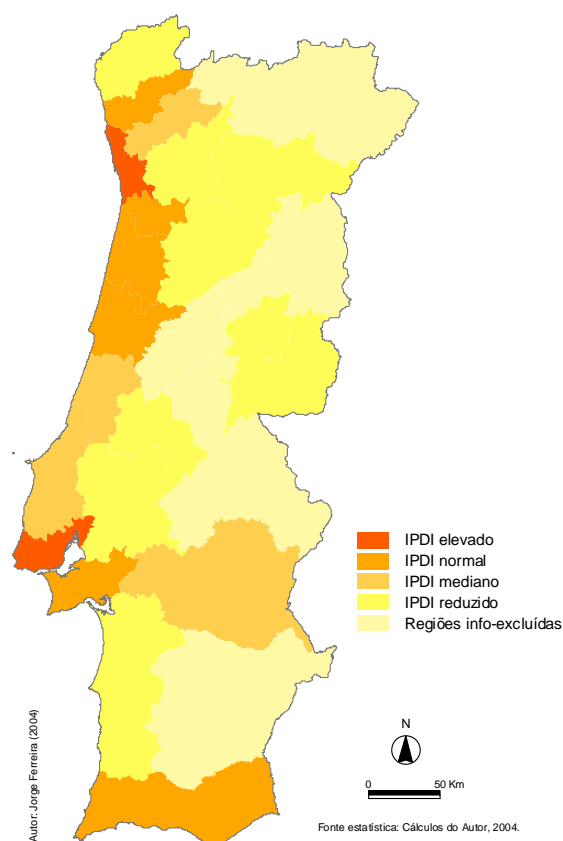 IPDI elevado
IPDI normal
IPDI mediano
IPDI reduzido
Regiões info-excluídas
N
0 50 Km
Autor: Jorge Ferreira (2004)
Fonte estatística: Cálculos do Autor, 2004.